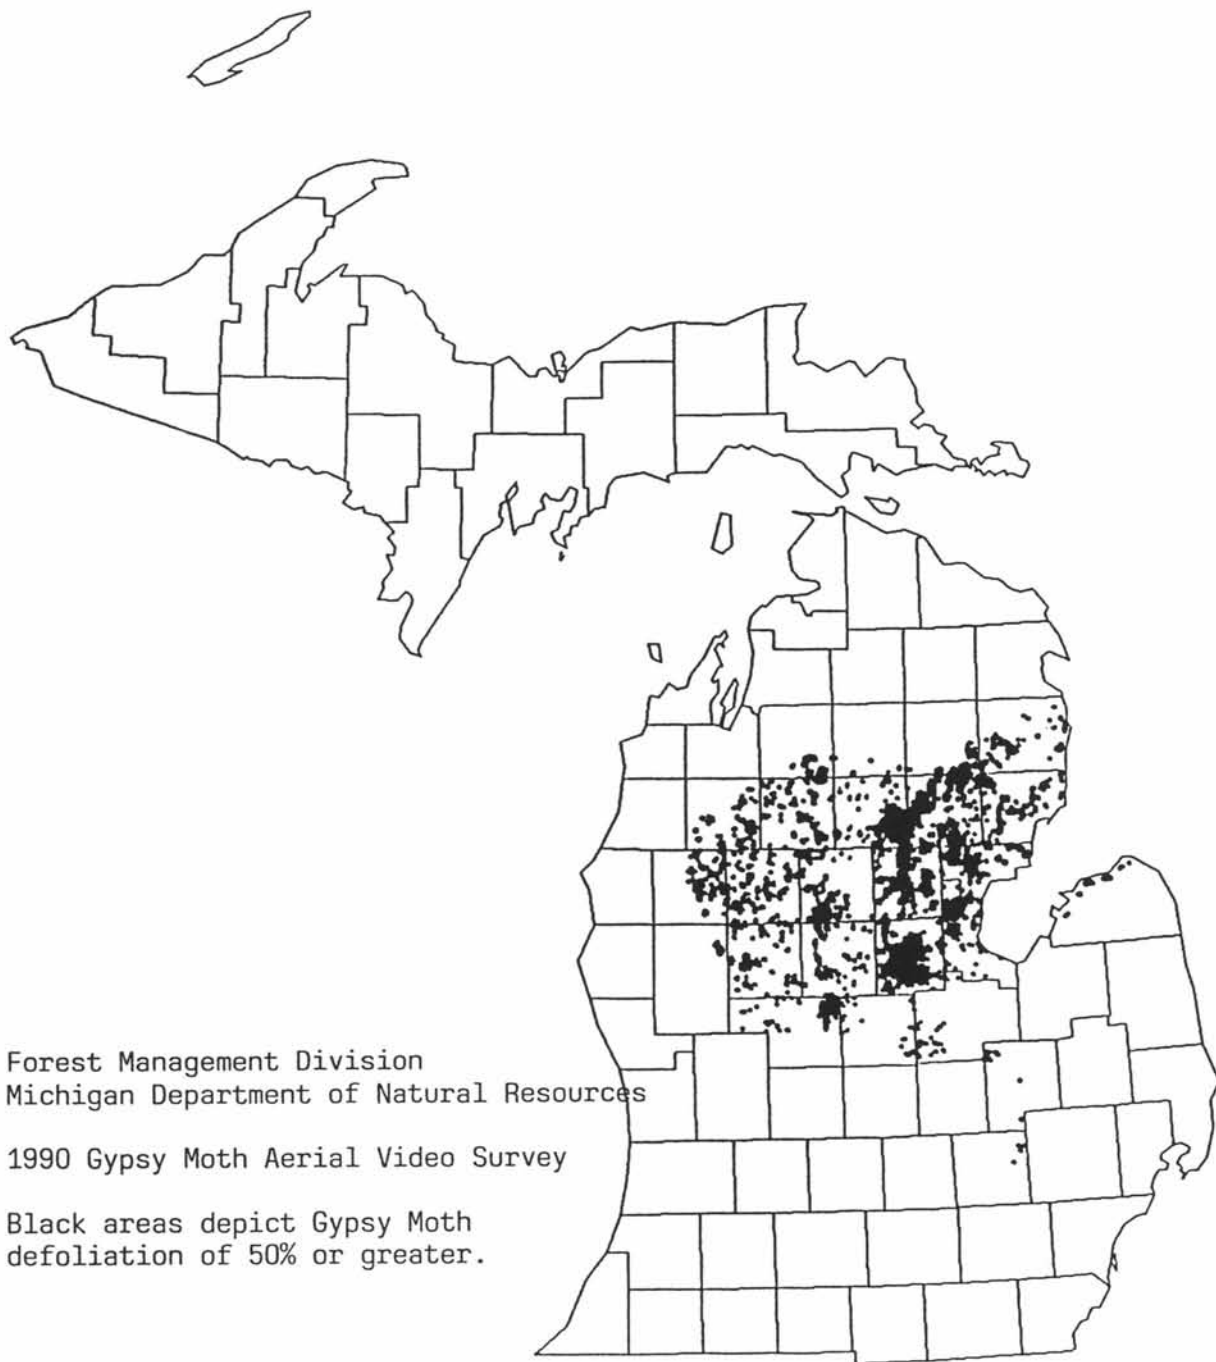 Forest Management Division
Michigan Department of Natural Resources
1990 Gypsy Moth Aerial Video Survey
Black areas depict Gypsy Moth
defoliation of 50% or greater.